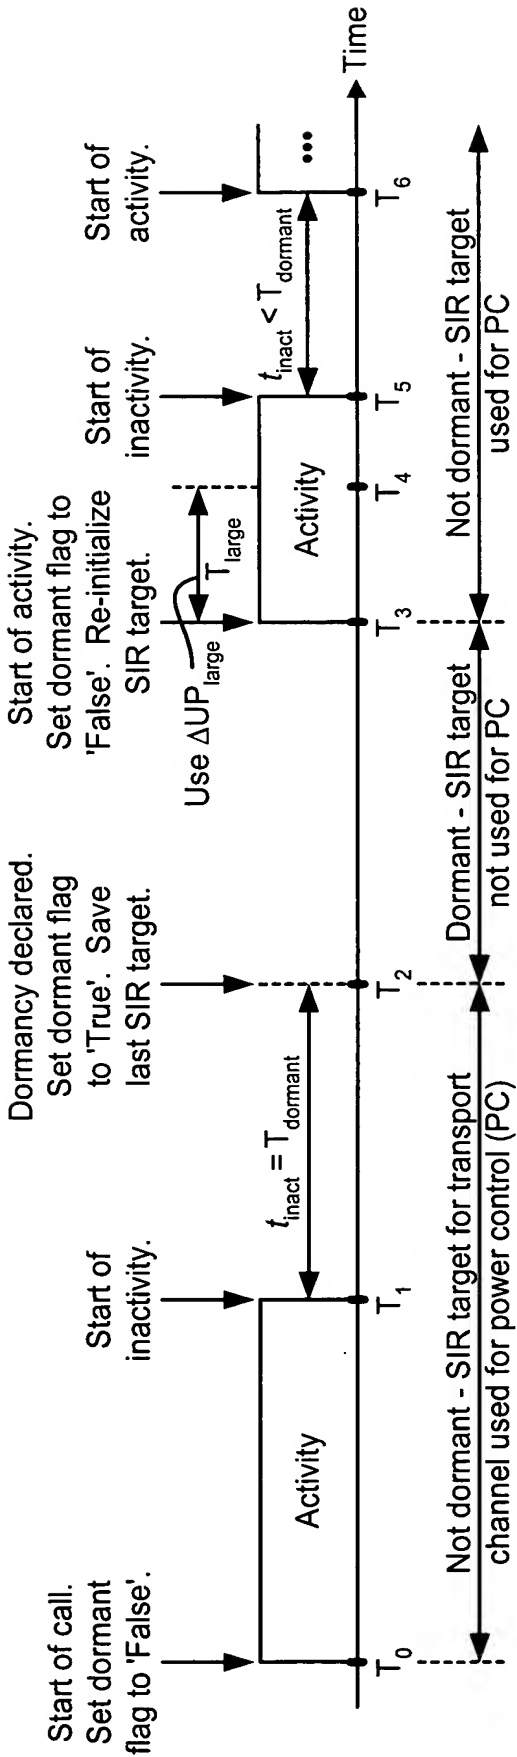 Start of call.
Set dormant
flag to 'False'.
Start of
inactivity.
Dormancy declared.
Set dormant flag
to 'True'. Save
last SIR target.
Start of activity.
Set dormant flag to
'False'. Re-initialize
SIR target.
Start of
inactivity.
Start of
activity.
Use ΔUPlarge
Tlarge
Activity
tinact = Tdormant
Activity
tinact < Tdormant
•••
Time
T0
T1
T2
T3
T4
T5
T6
Not dormant - SIR target for transport
channel used for power control (PC)
Dormant - SIR target
not used for PC
Not dormant - SIR target
used for PC